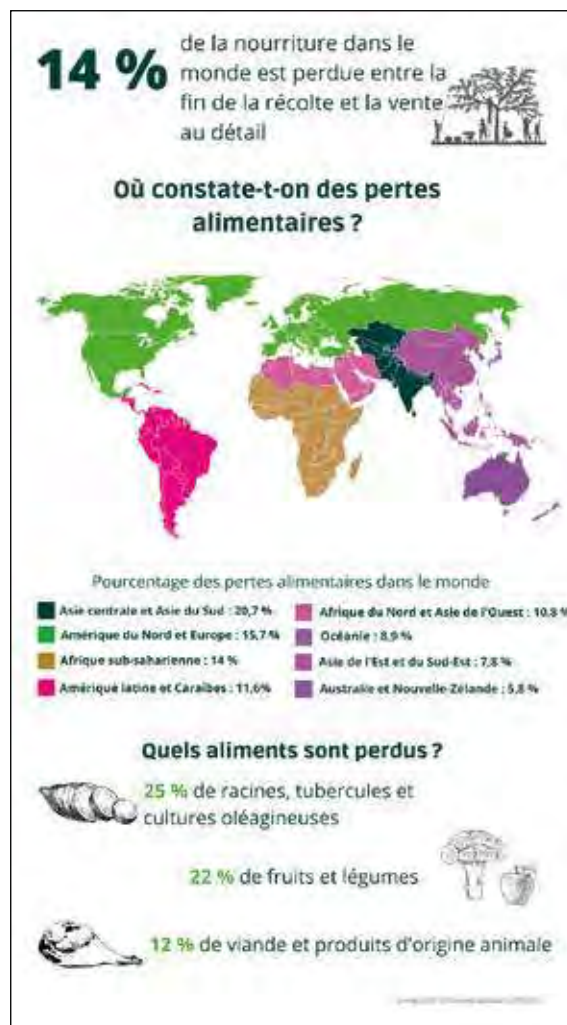 14 %
de la nourriture dans le
monde est perdue entre la
fin de la récolte et la vente
au détail
Où constate-t-on des pertes
alimentaires ?
Pourcentage des pertes alimentaires dans le monde
Asie centrale et Asie du Sud : 20,7 %
Amérique du Nord et Europe : 15,7 %
Afrique sub-saharienne : 14 %
Amérique latine et Caraïbes : 11,6%
Afrique du Nord et Asie de l'Ouest : 10,8 %
Océanie : 8,9 %
Asie de l'Est et du Sud-Est : 7,8 %
Australie et Nouvelle-Zélande : 5,8 %
Quels aliments sont perdus ?
25 % de racines, tubercules et
cultures oléagineuses
22 % de fruits et légumes
12 % de viande et produits d'origine animale